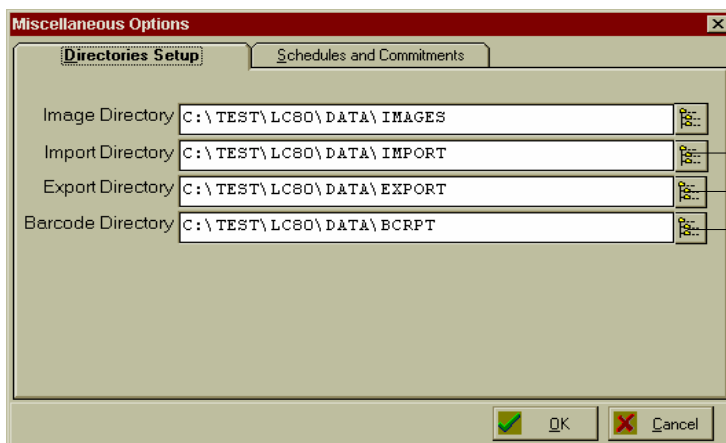 Miscellaneous Options
Directories Setup Schedules and Commitments
Image Directory C:\TEST\LC80\DATA\IMAGES
Import Directory C:\TEST\LC80\DATA\IMPORT
Export Directory C:\TEST\LC80\DATA\EXPORT
Barcode Directory C:\TEST\LC80\DATA\BCRPT
OK Cancel